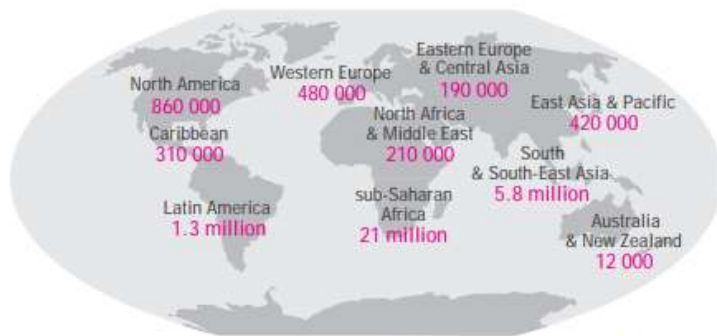 North America
860 000
Caribbean
310 000
Latin America
1.3 million
Western Europe
480 000
Eastern Europe
& Central Asia
190 000
North Africa
& Middle East
210 000
sub-Saharan
Africa
21 million
East Asia & Pacific
420 000
South
& South-East Asia
5.8 million
Australia
& New Zealand
12 000